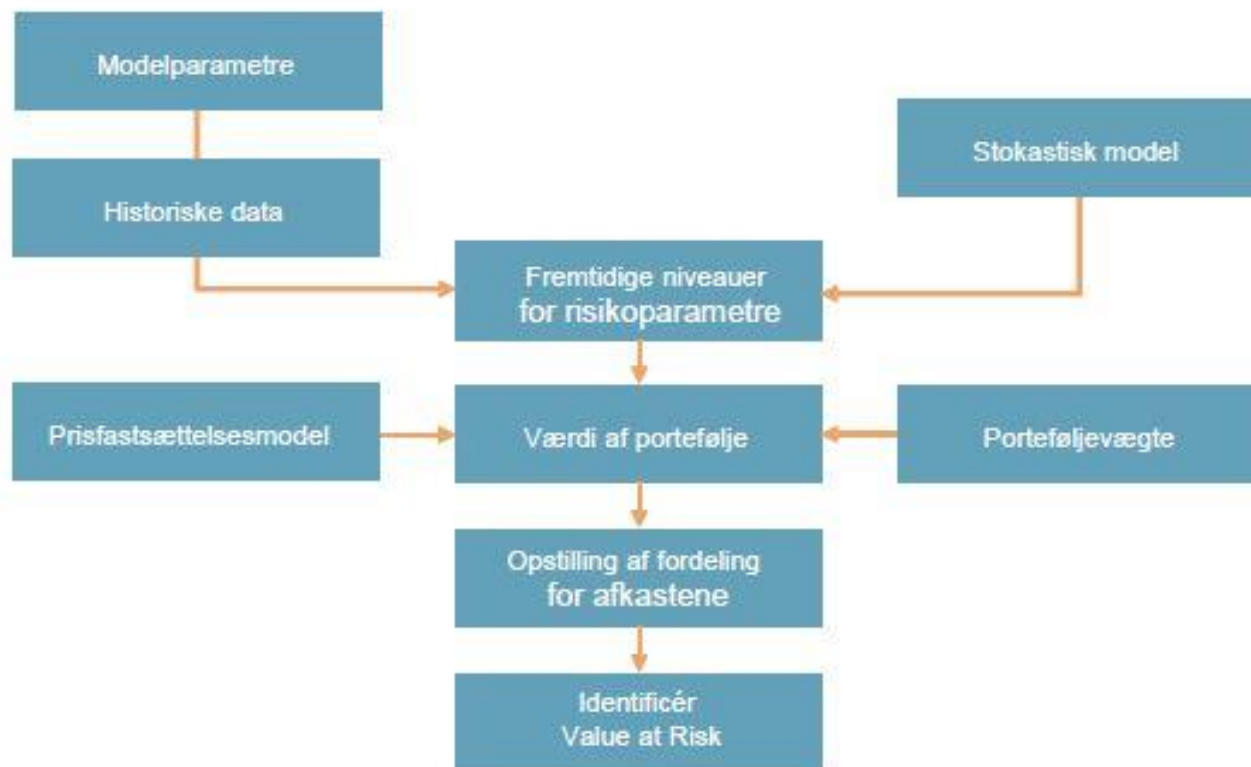 Modelparametre
Stokastisk model
Historiske data
Fremtidige niveauer
for risikoparametre
Prisfastsættelsesmodel
Værdi af portefølje
Porteføljevægte
Opstilling af fordeling
for afkastene
Identificér
Value at Risk